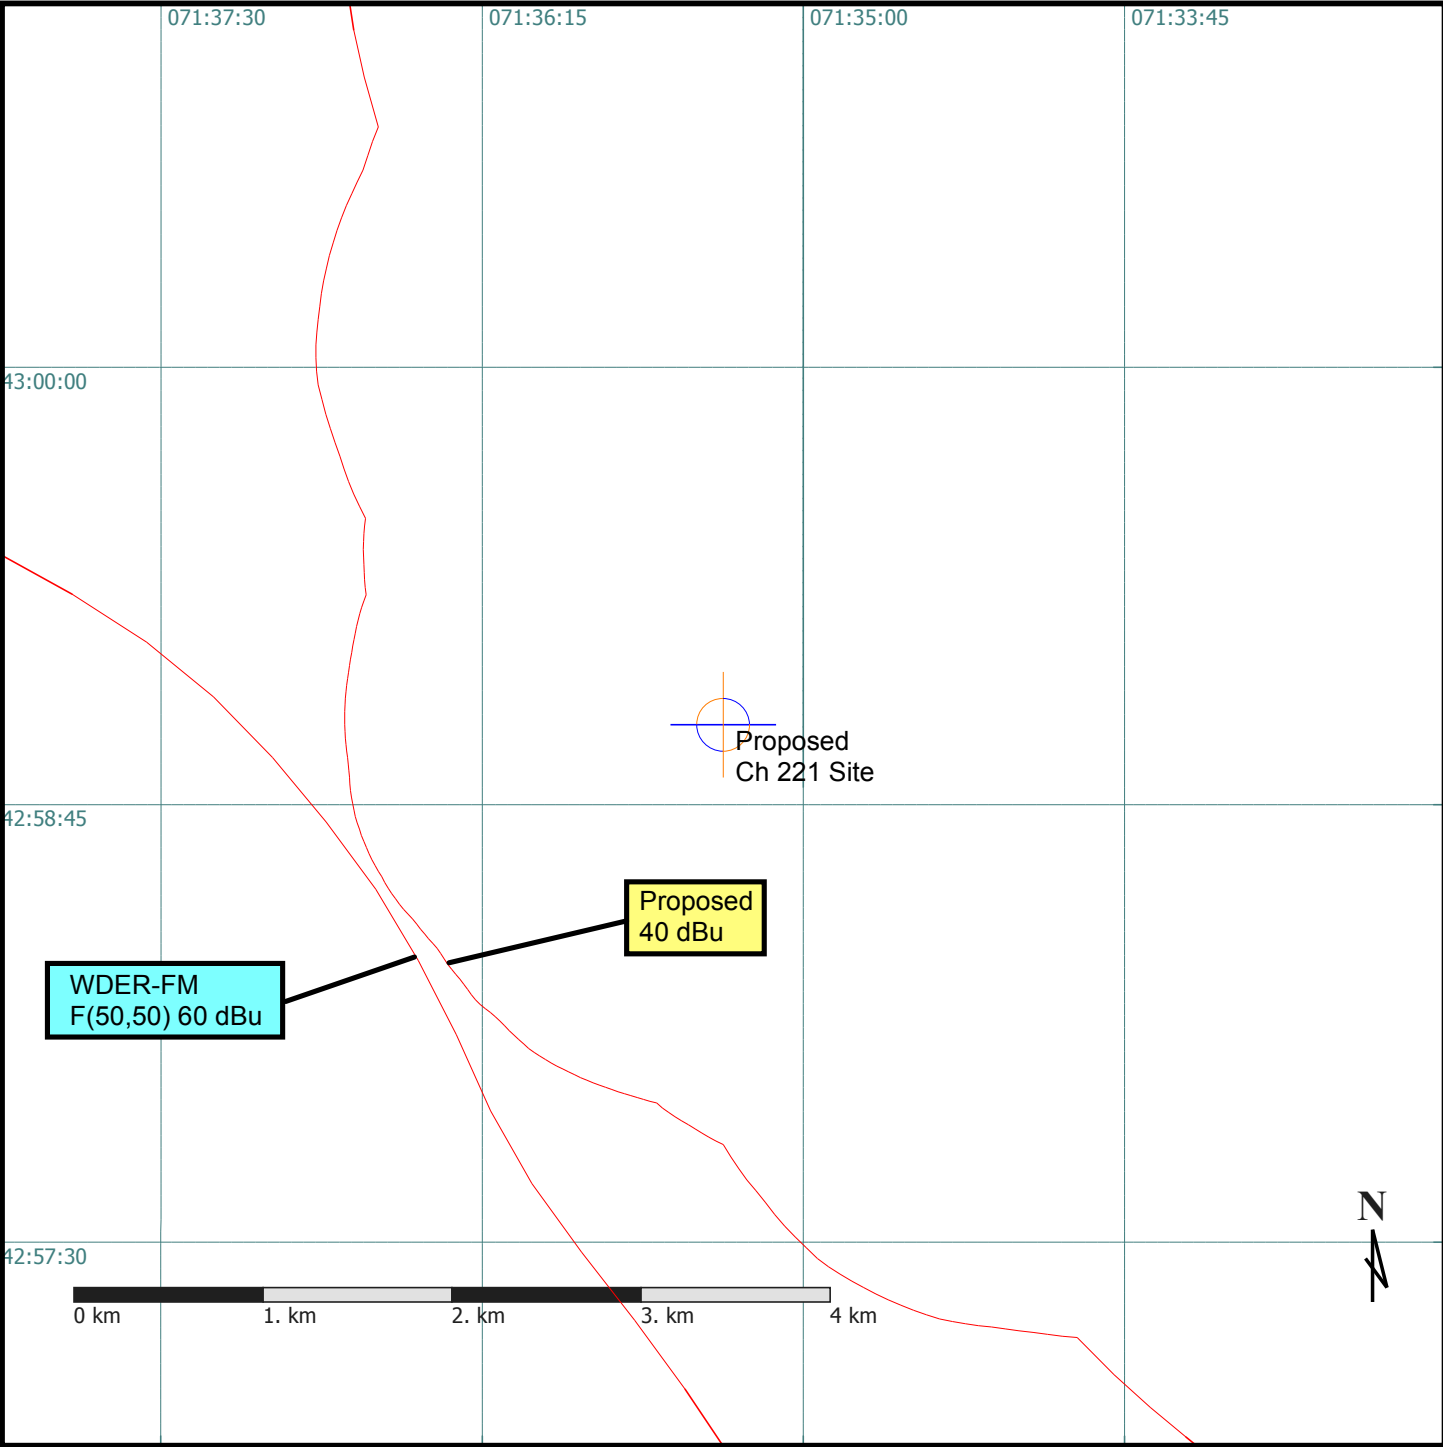 071:37:30
071:36:15
071:35:00
071:33:45
43:00:00
Proposed
Ch 221 Site
42:58:45
Proposed
40 dBu
WDER-FM
F(50,50) 60 dBu
N
42:57:30
0 km
1. km
2. km
3. km
4 km